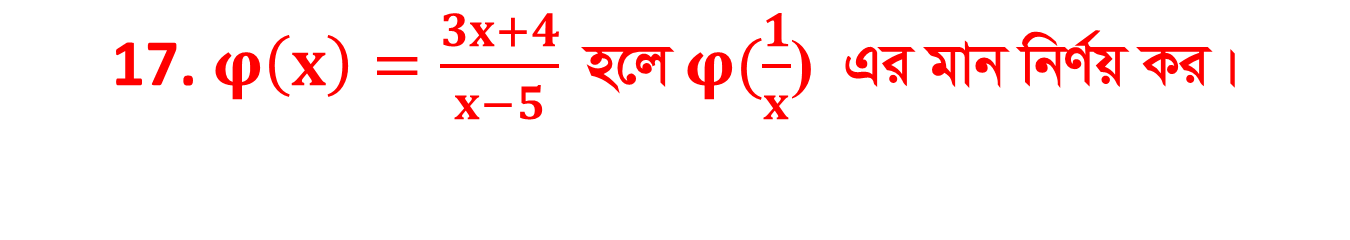 17. φ(x) = (3x+4)/(x−5) হলে φ(1/x) এর মান নির্ণয় কর।